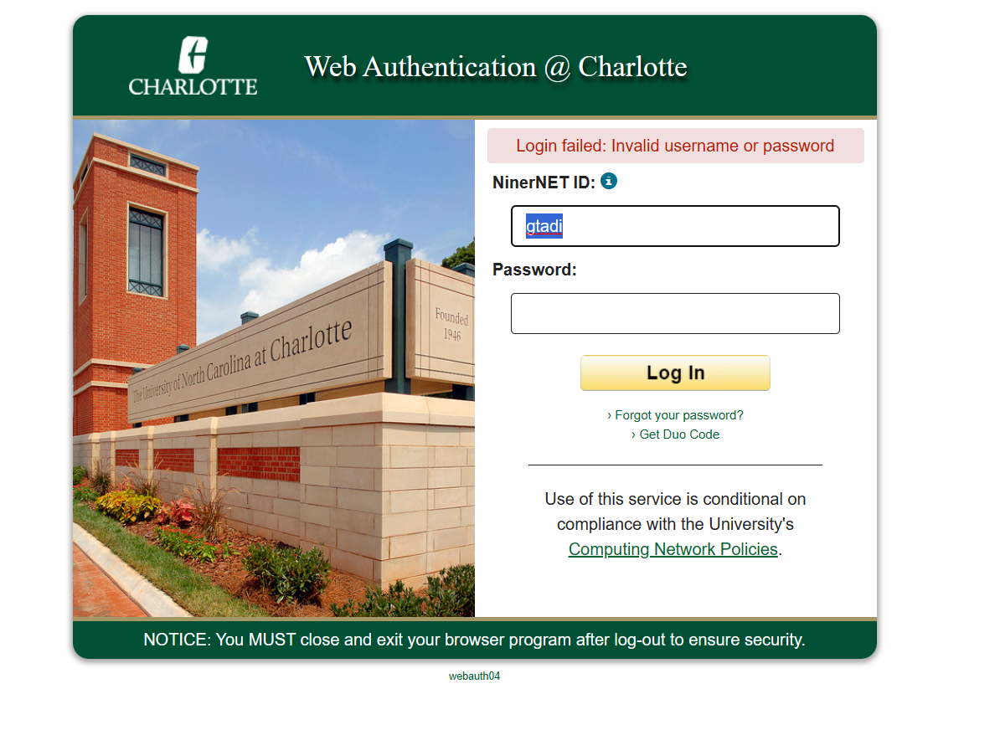 CHARLOTTE
Web Authentication @ Charlotte
The University of North Carolina at Charlotte
Founded
1946
Login failed: Invalid username or password
NinerNET ID:
gtadi
Password:
Log In
› Forgot your password?
› Get Duo Code
Use of this service is conditional on
compliance with the University's
Computing Network Policies.
NOTICE: You MUST close and exit your browser program after log-out to ensure security.
webauth04